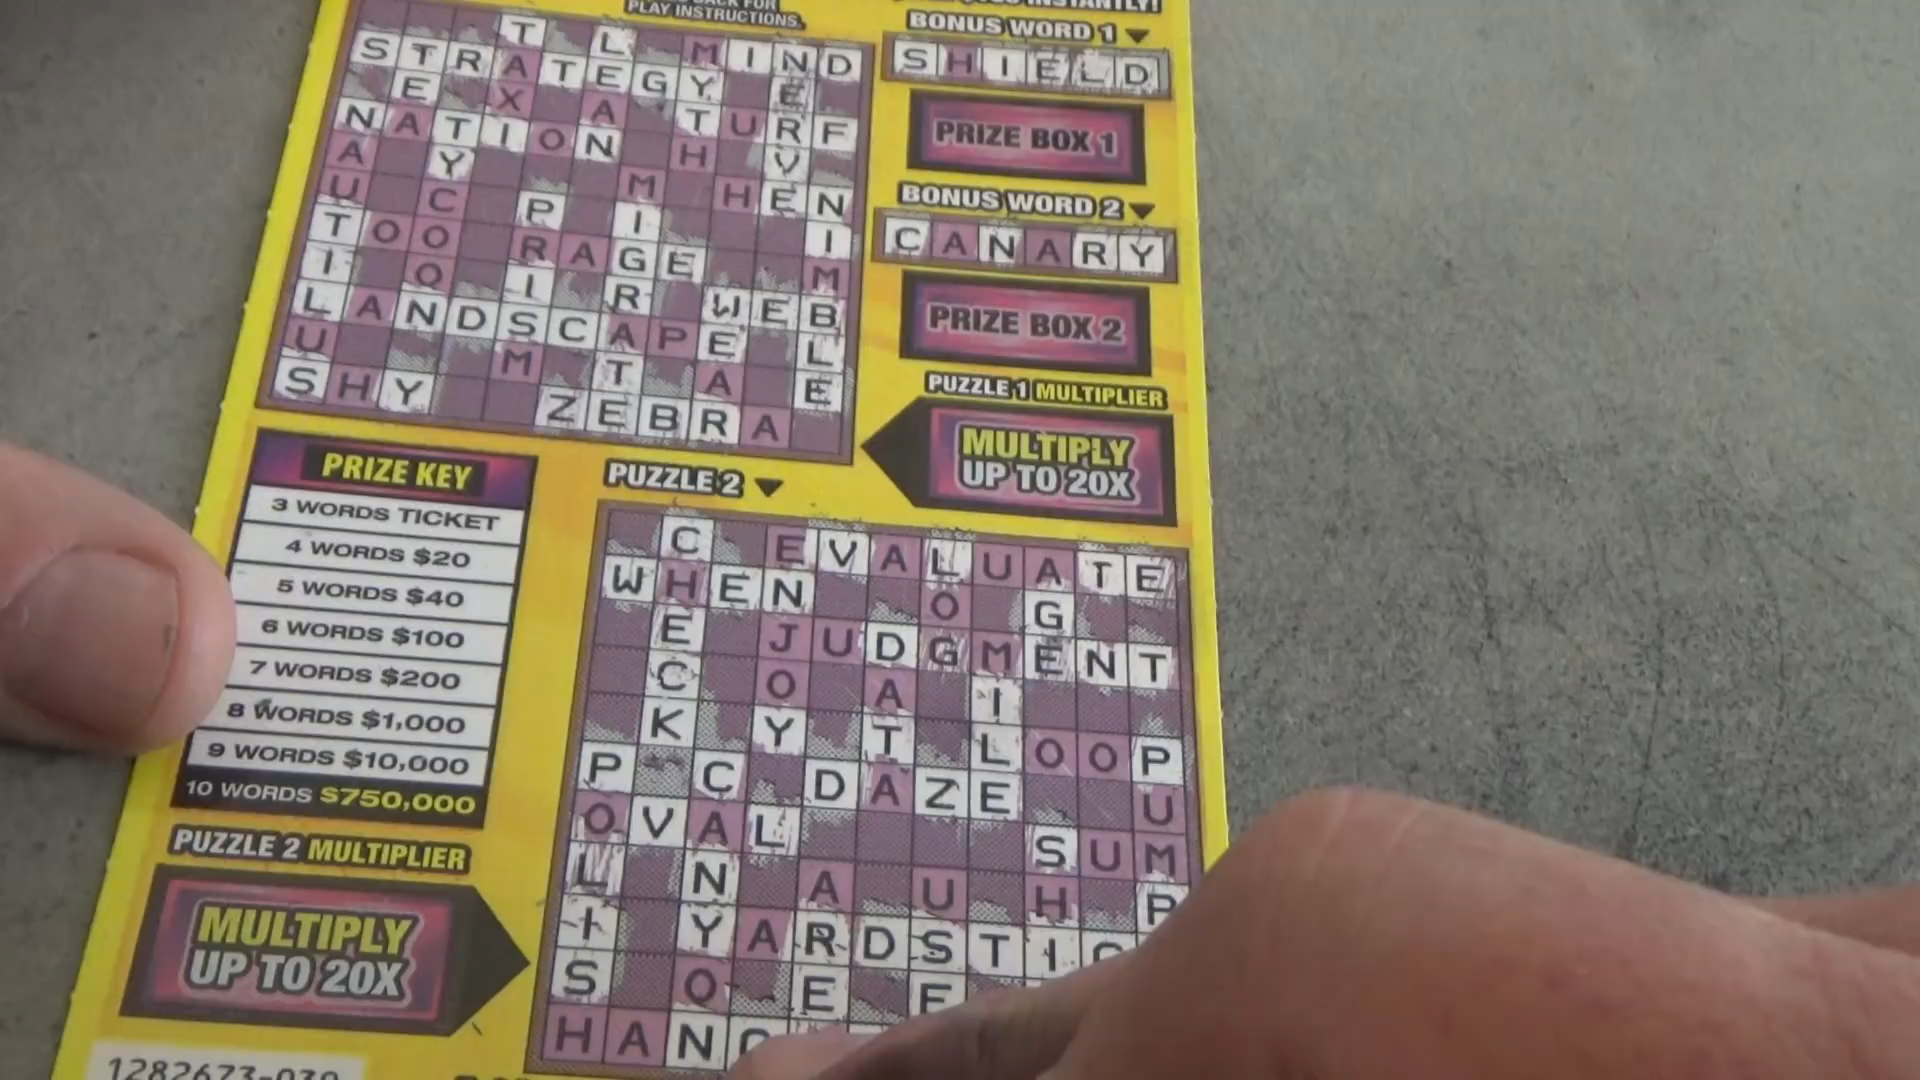 PLAY INSTRUCTIONS.
INSTANTLY!
BONUS WORD 1
SHIELD
PRIZE BOX 1
BONUS WORD 2
CANARY
PRIZE BOX 2
PUZZLE 1 MULTIPLIER
MULTIPLY
UP TO 20X
T L
STRATEGY MIND
E X A Y E
NATION TURF
A Y N H V
U C M HEN
T O O P I N
I Q RAGE I
L I R M
LANDSCAPE WEB
U M A E L
SHY T A E
ZEBRA
PRIZE KEY
3 WORDS TICKET
4 WORDS $20
5 WORDS $40
6 WORDS $100
7 WORDS $200
8 WORDS $1,000
9 WORDS $10,000
10 WORDS $750,000
PUZZLE 2 MULTIPLIER
MULTIPLY
UP TO 20X
PUZZLE 2
C EVALUATE
WHEN O G
E JUDGMENT
C O A I
K Y T LOOP
P C DAZE U
OVAL SUM
L N A U H P
I YARDSTIC
S O E E
HAN
1282673-030